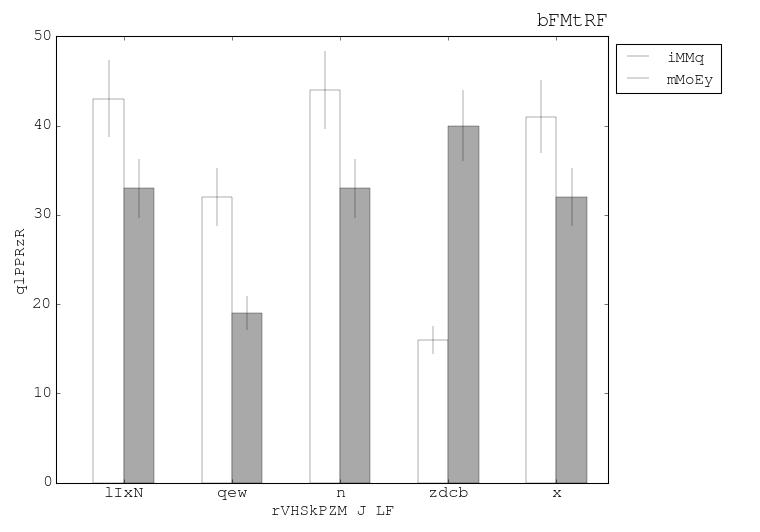 bFMtRF
50
40
30
20
10
0
qlPPRzR
lIxN qew n zdcb x
rVHSkPZM J LF
iMMq
mMoEy